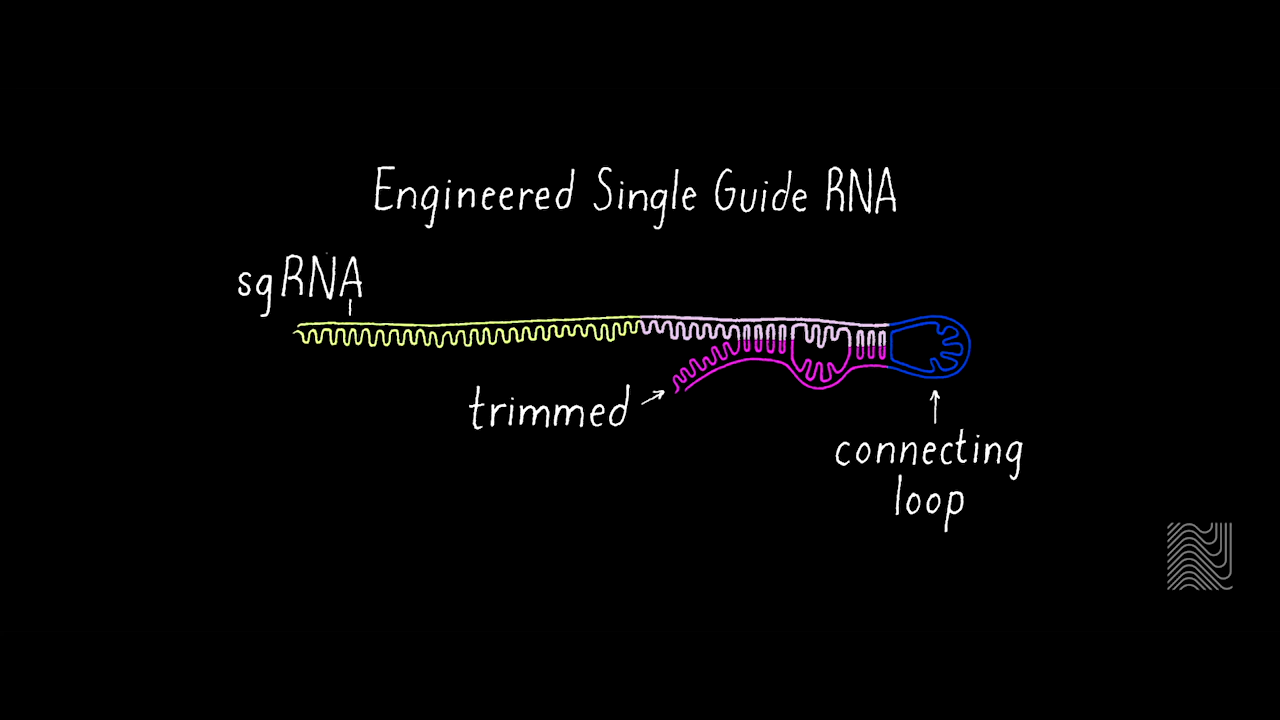 Engineered Single Guide RNA
sgRNA
trimmed
connecting
loop